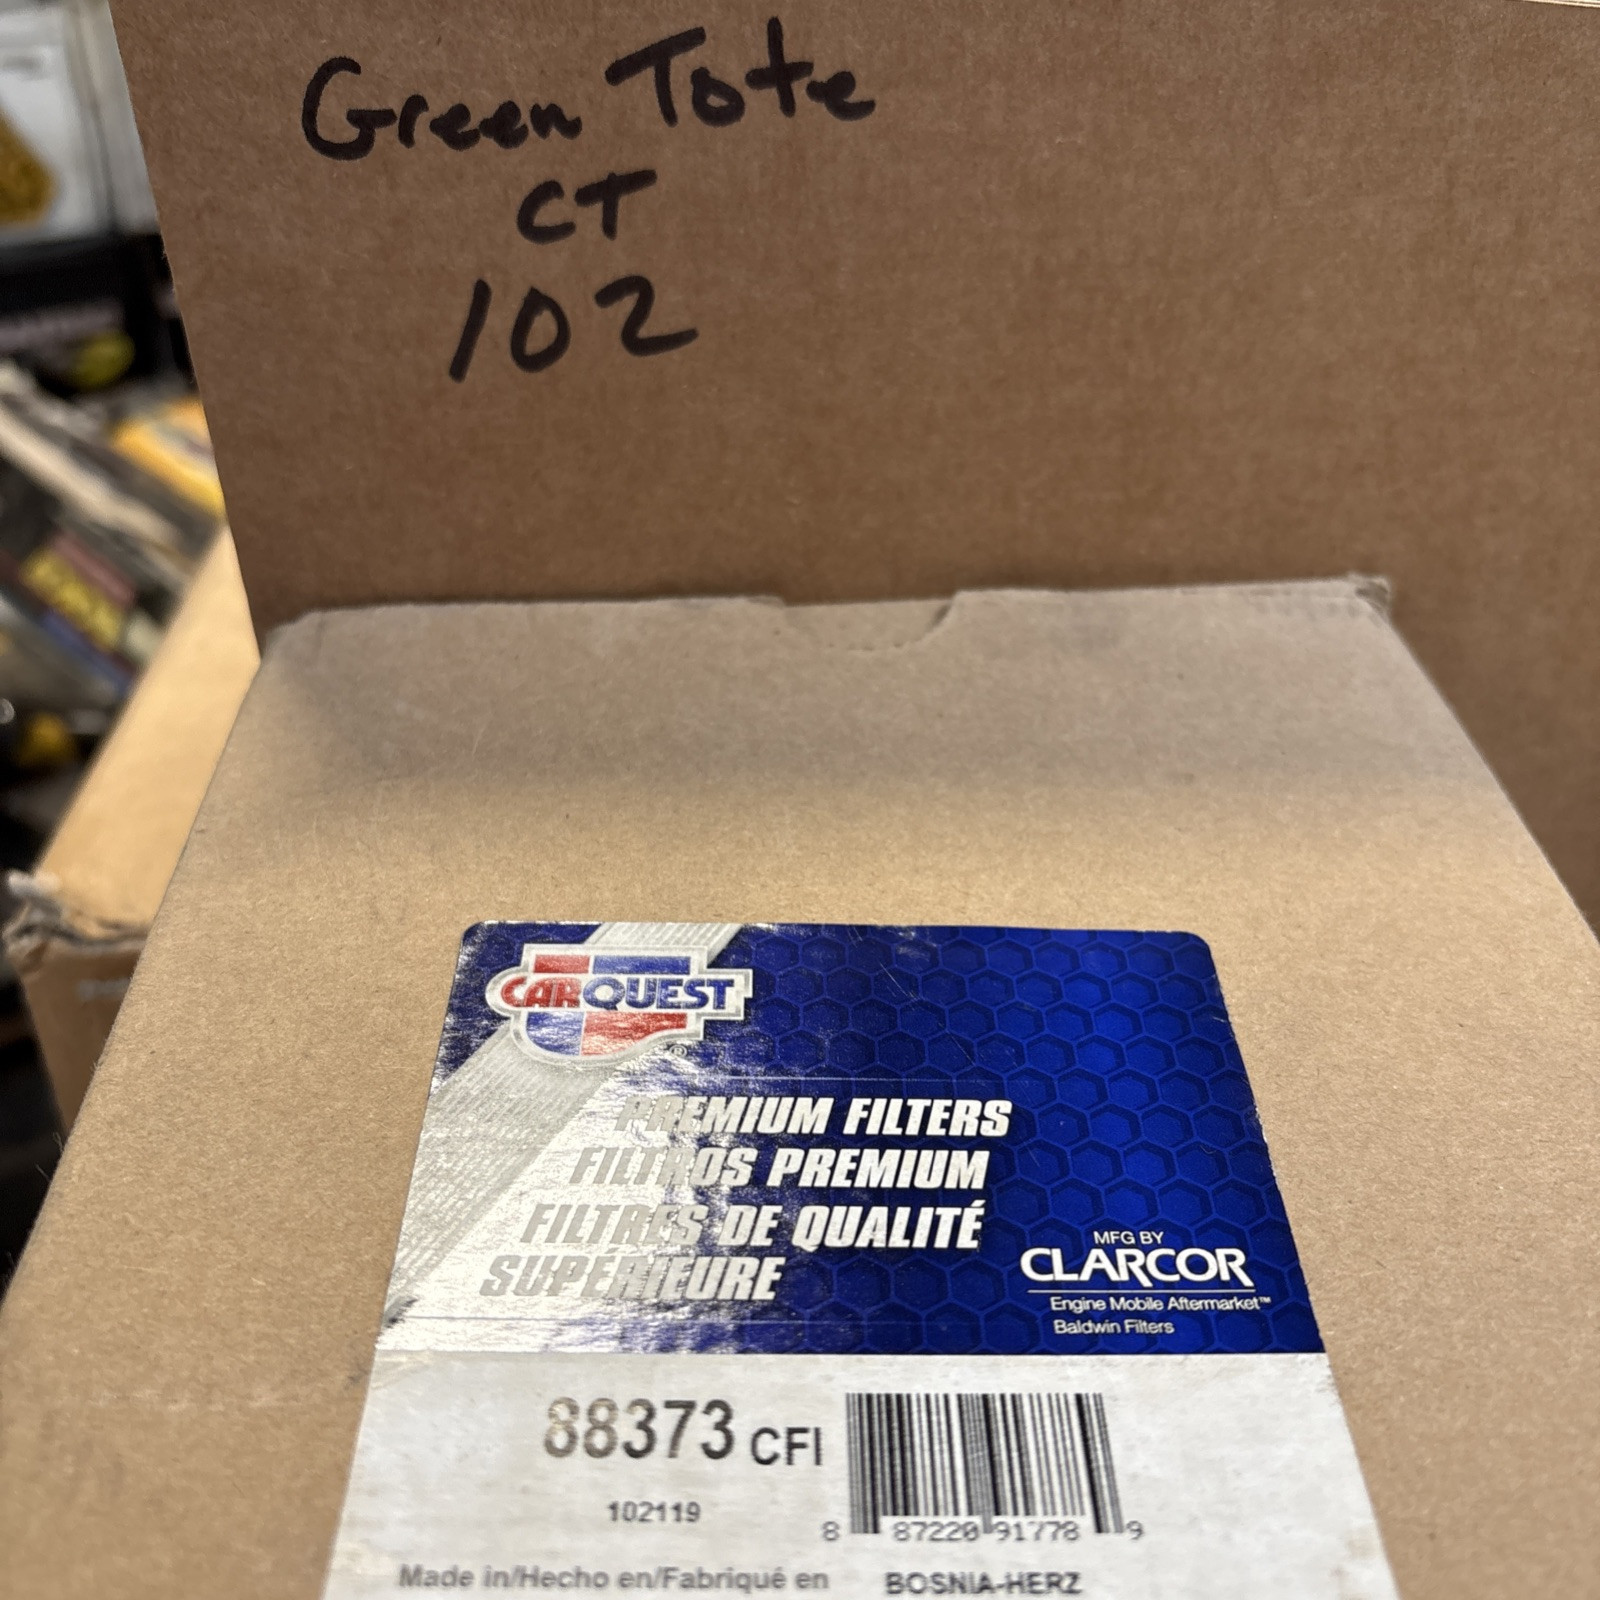 Green Tote
CT
102
CARQUEST
®
PREMIUM FILTERS
FILTROS PREMIUM
FILTRES DE QUALITÉ
SUPÉRIEURE
MFG BY
CLARCOR
Engine Mobile Aftermarket™
Baldwin Filters
88373 CFI
102119
8 87220 91778 9
Made in/Hecho en/Fabriqué en BOSNIA-HERZ